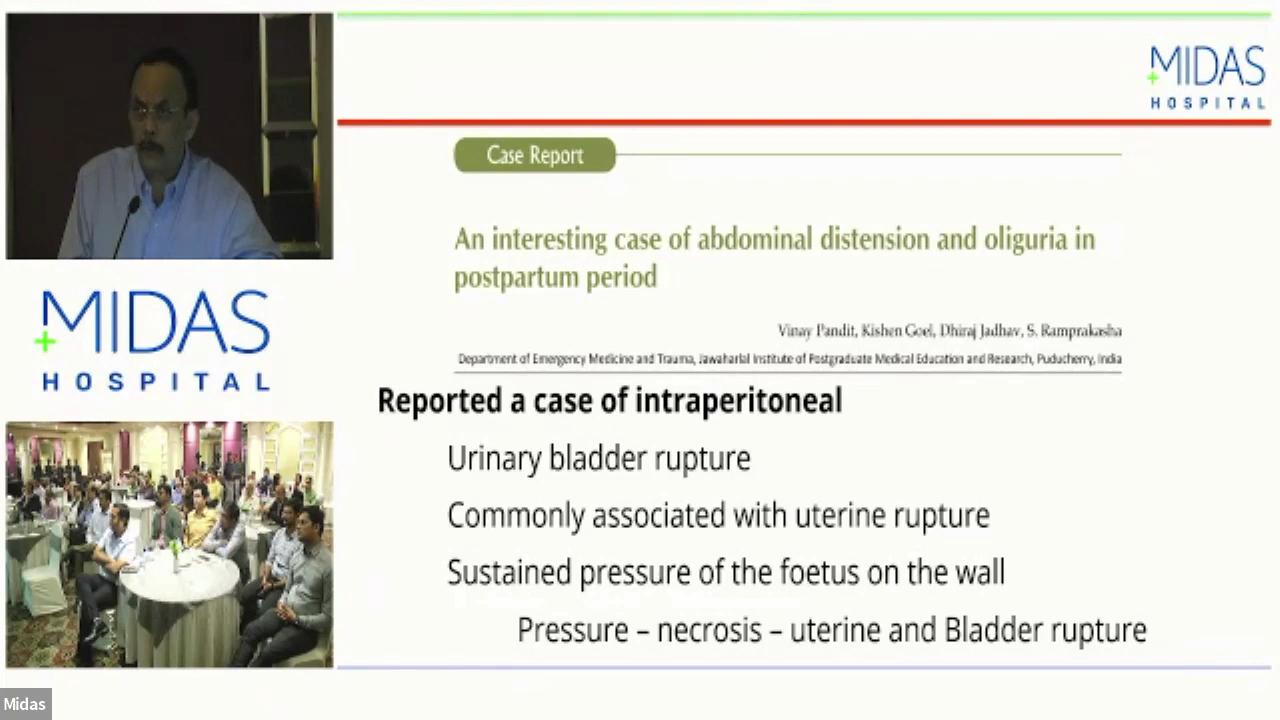 MIDAS
HOSPITAL
Case Report
An interesting case of abdominal distension and oliguria in
postpartum period
Vinay Pandit, Kishen Goel, Dhiraj Jadhav, S. Ramprakasha
Department of Emergency Medicine and Trauma, Jawaharlal Institute of Postgraduate Medical Education and Research, Puducherry, India
MIDAS
HOSPITAL
Reported a case of intraperitoneal
Urinary bladder rupture
Commonly associated with uterine rupture
Sustained pressure of the foetus on the wall
Pressure – necrosis – uterine and Bladder rupture
Midas